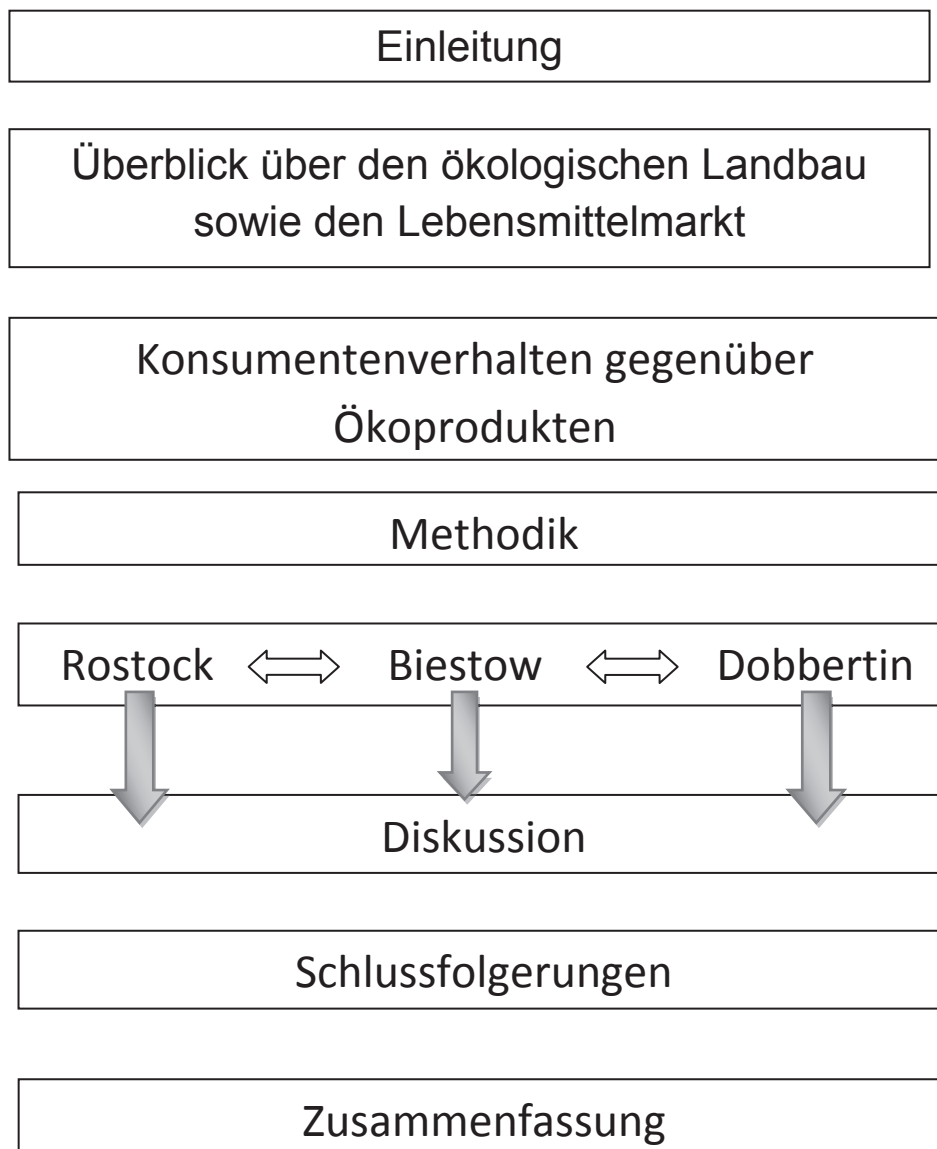 Einleitung
Überblick über den ökologischen Landbau
sowie den Lebensmittelmarkt
Konsumentenverhalten gegenüber
Ökoprodukten
Methodik
Rostock Biestow Dobbertin
Diskussion
Schlussfolgerungen
Zusammenfassung